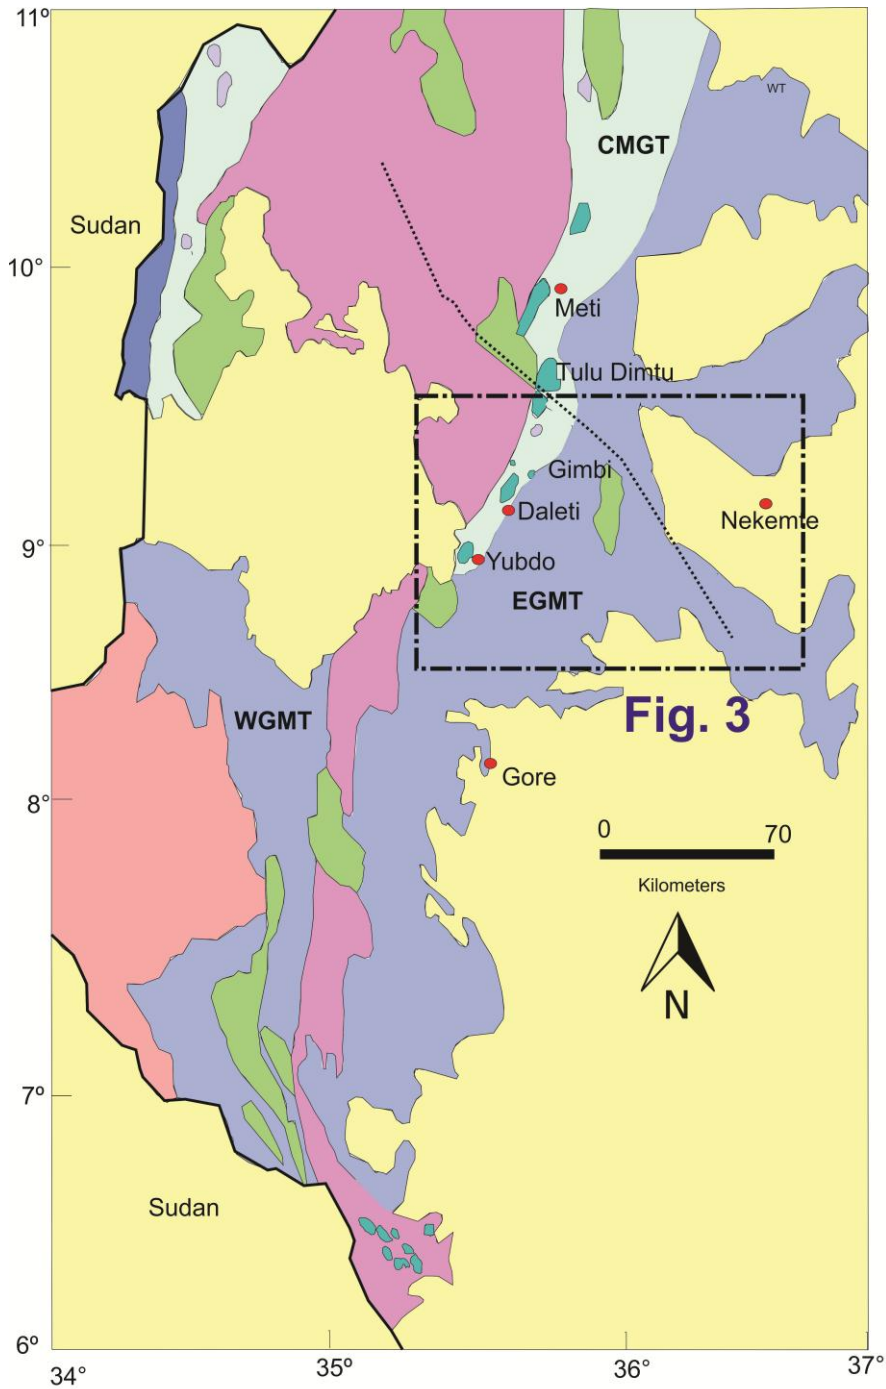 11°
WT
CMGT
Sudan
10°
Meti
Tulu Dimtu
Gimbi
Nekemte
Daleti
9°
Yubdo
EGMT
WGMT
Fig. 3
Gore
8°
0 70
Kilometers
N
7°
Sudan
6°
34° 35° 36° 37°